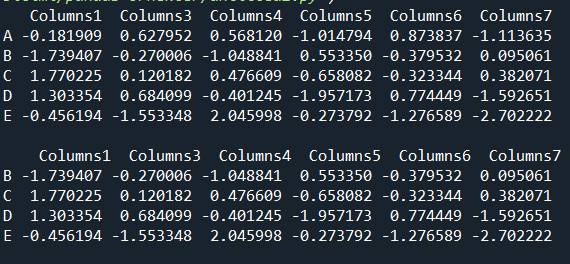 Columns1  Columns3  Columns4  Columns5  Columns6  Columns7
A -0.181909  0.627952  0.568120 -1.014794  0.873837 -1.113635
B -1.739407 -0.270006 -1.048841  0.553350 -0.379532  0.095061
C  1.770225  0.120182  0.476609 -0.658082 -0.323344  0.382071
D  1.303354  0.684099 -0.401245 -1.957173  0.774449 -1.592651
E -0.456194 -1.553348  2.045998 -0.273792 -1.276589 -2.702222
    Columns1  Columns3  Columns4  Columns5  Columns6  Columns7
B -1.739407 -0.270006 -1.048841  0.553350 -0.379532  0.095061
C  1.770225  0.120182  0.476609 -0.658082 -0.323344  0.382071
D  1.303354  0.684099 -0.401245 -1.957173  0.774449 -1.592651
E -0.456194 -1.553348  2.045998 -0.273792 -1.276589 -2.702222